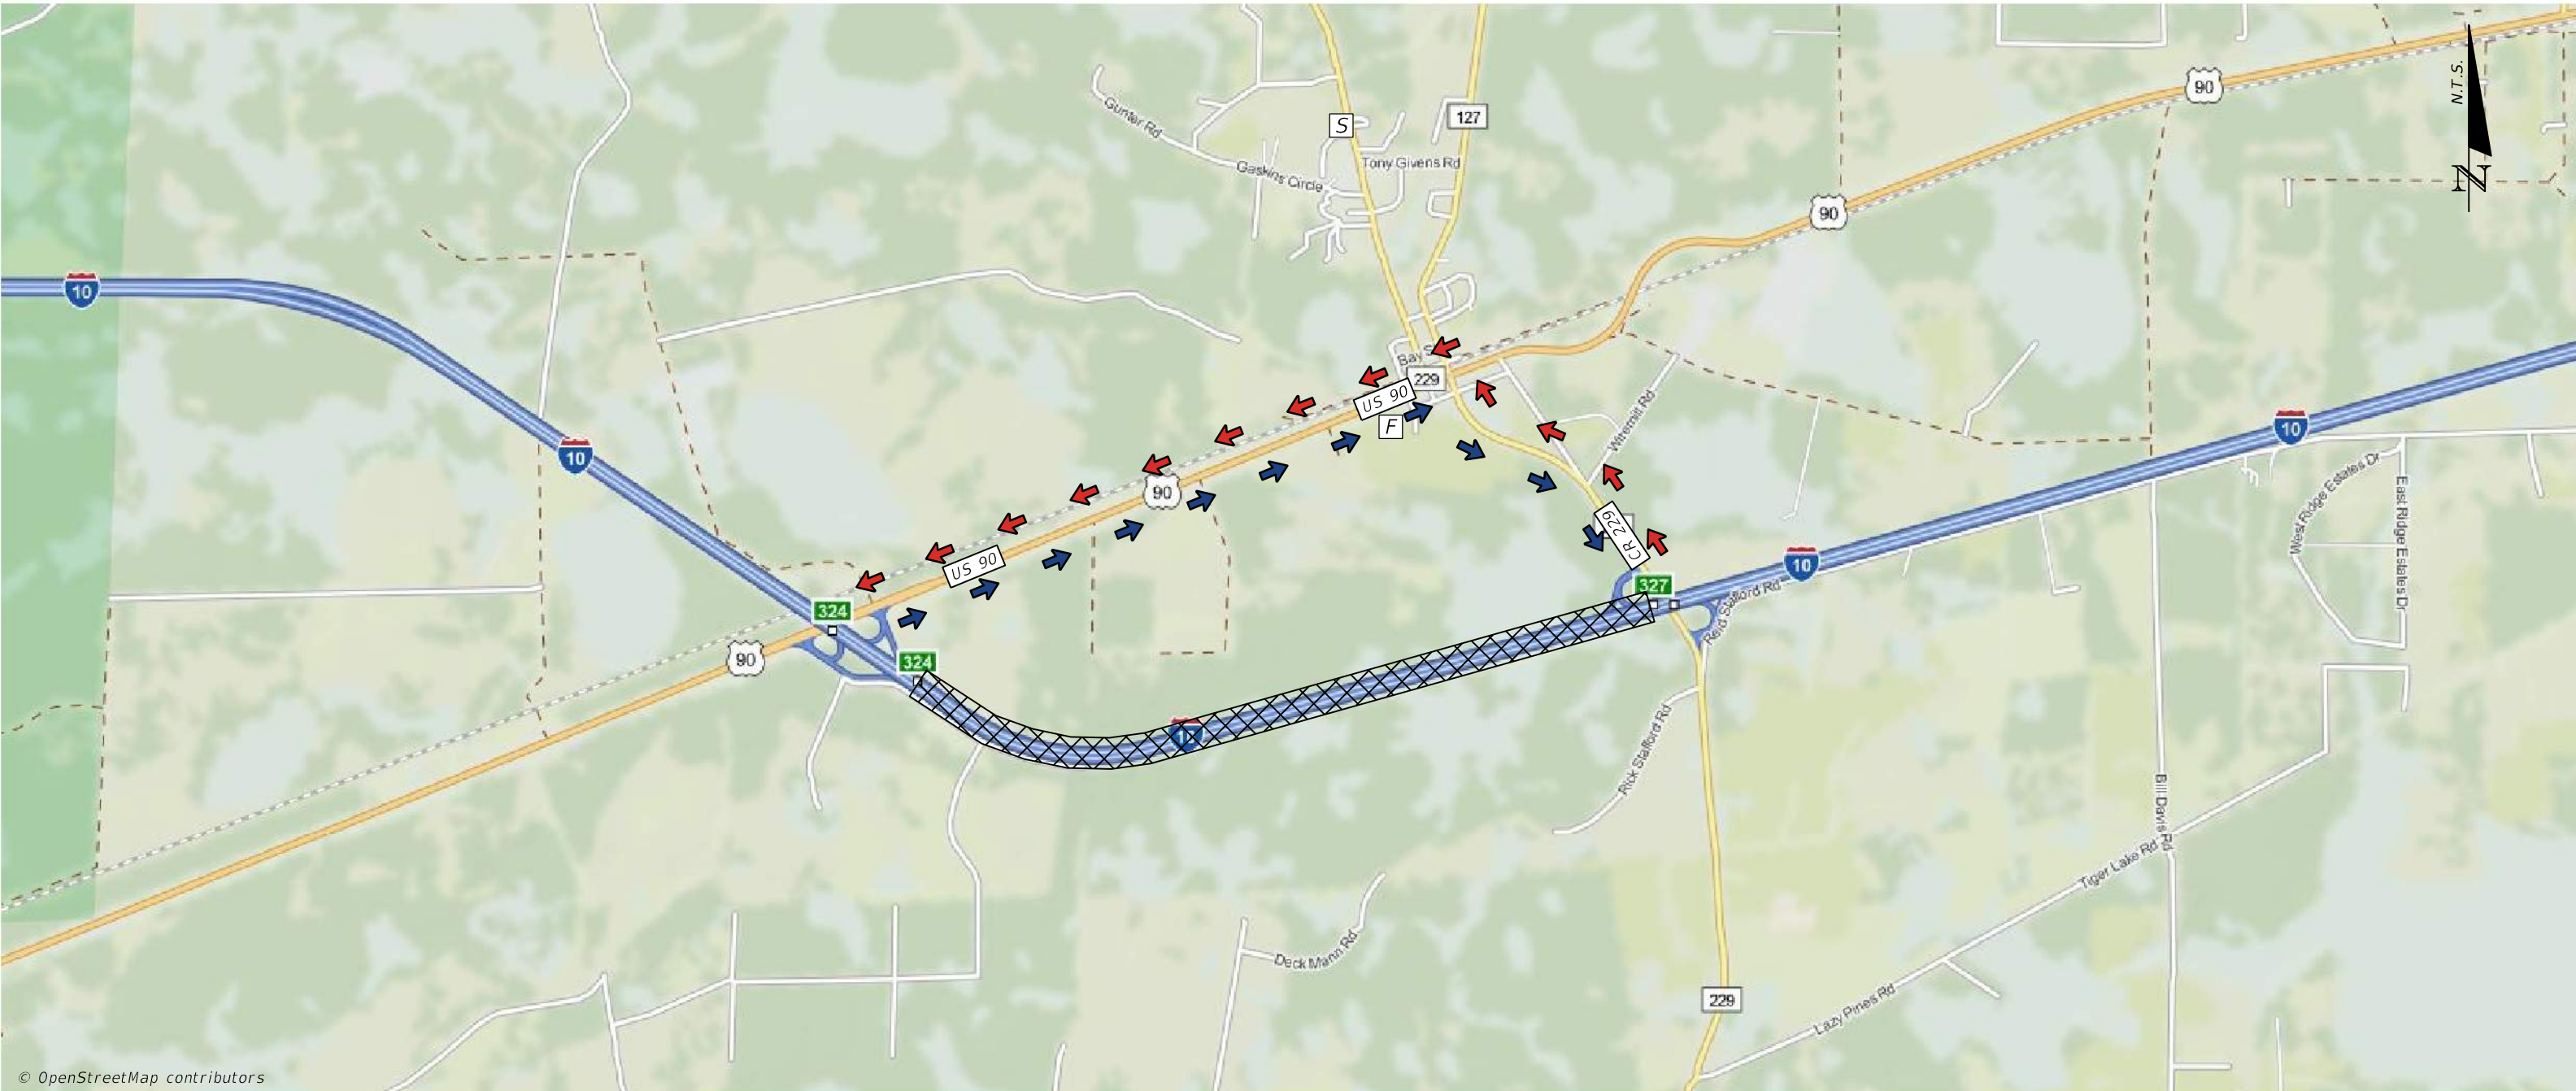 90
N.T.S.
N
S
127
Gunter Rd
Tony Givens Rd
Gaskins Circle
90
10
Bay S
229
US 90
F
Witemit Rd
10
10
West Ridge Estates Dr
East Ridge Estates Dr
90
CR 229
US 90
10
327
Reid Stafford Rd
324
90
324
Rick Stafford Rd
Bill Davis Rd
Tiger Lake Rd
Deck Mann Rd
229
Lazy Pines Rd
© OpenStreetMap contributors